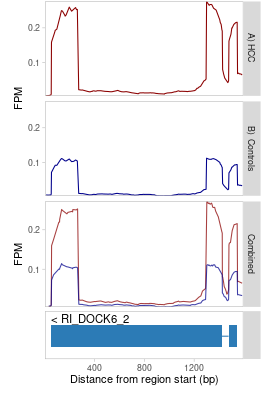 FPM
0.2
0.1
A) HCC
0.2
0.1
B) Controls
FPM
0.2
0.1
Combined
< RI_DOCK6_2
400
800
1200
Distance from region start (bp)